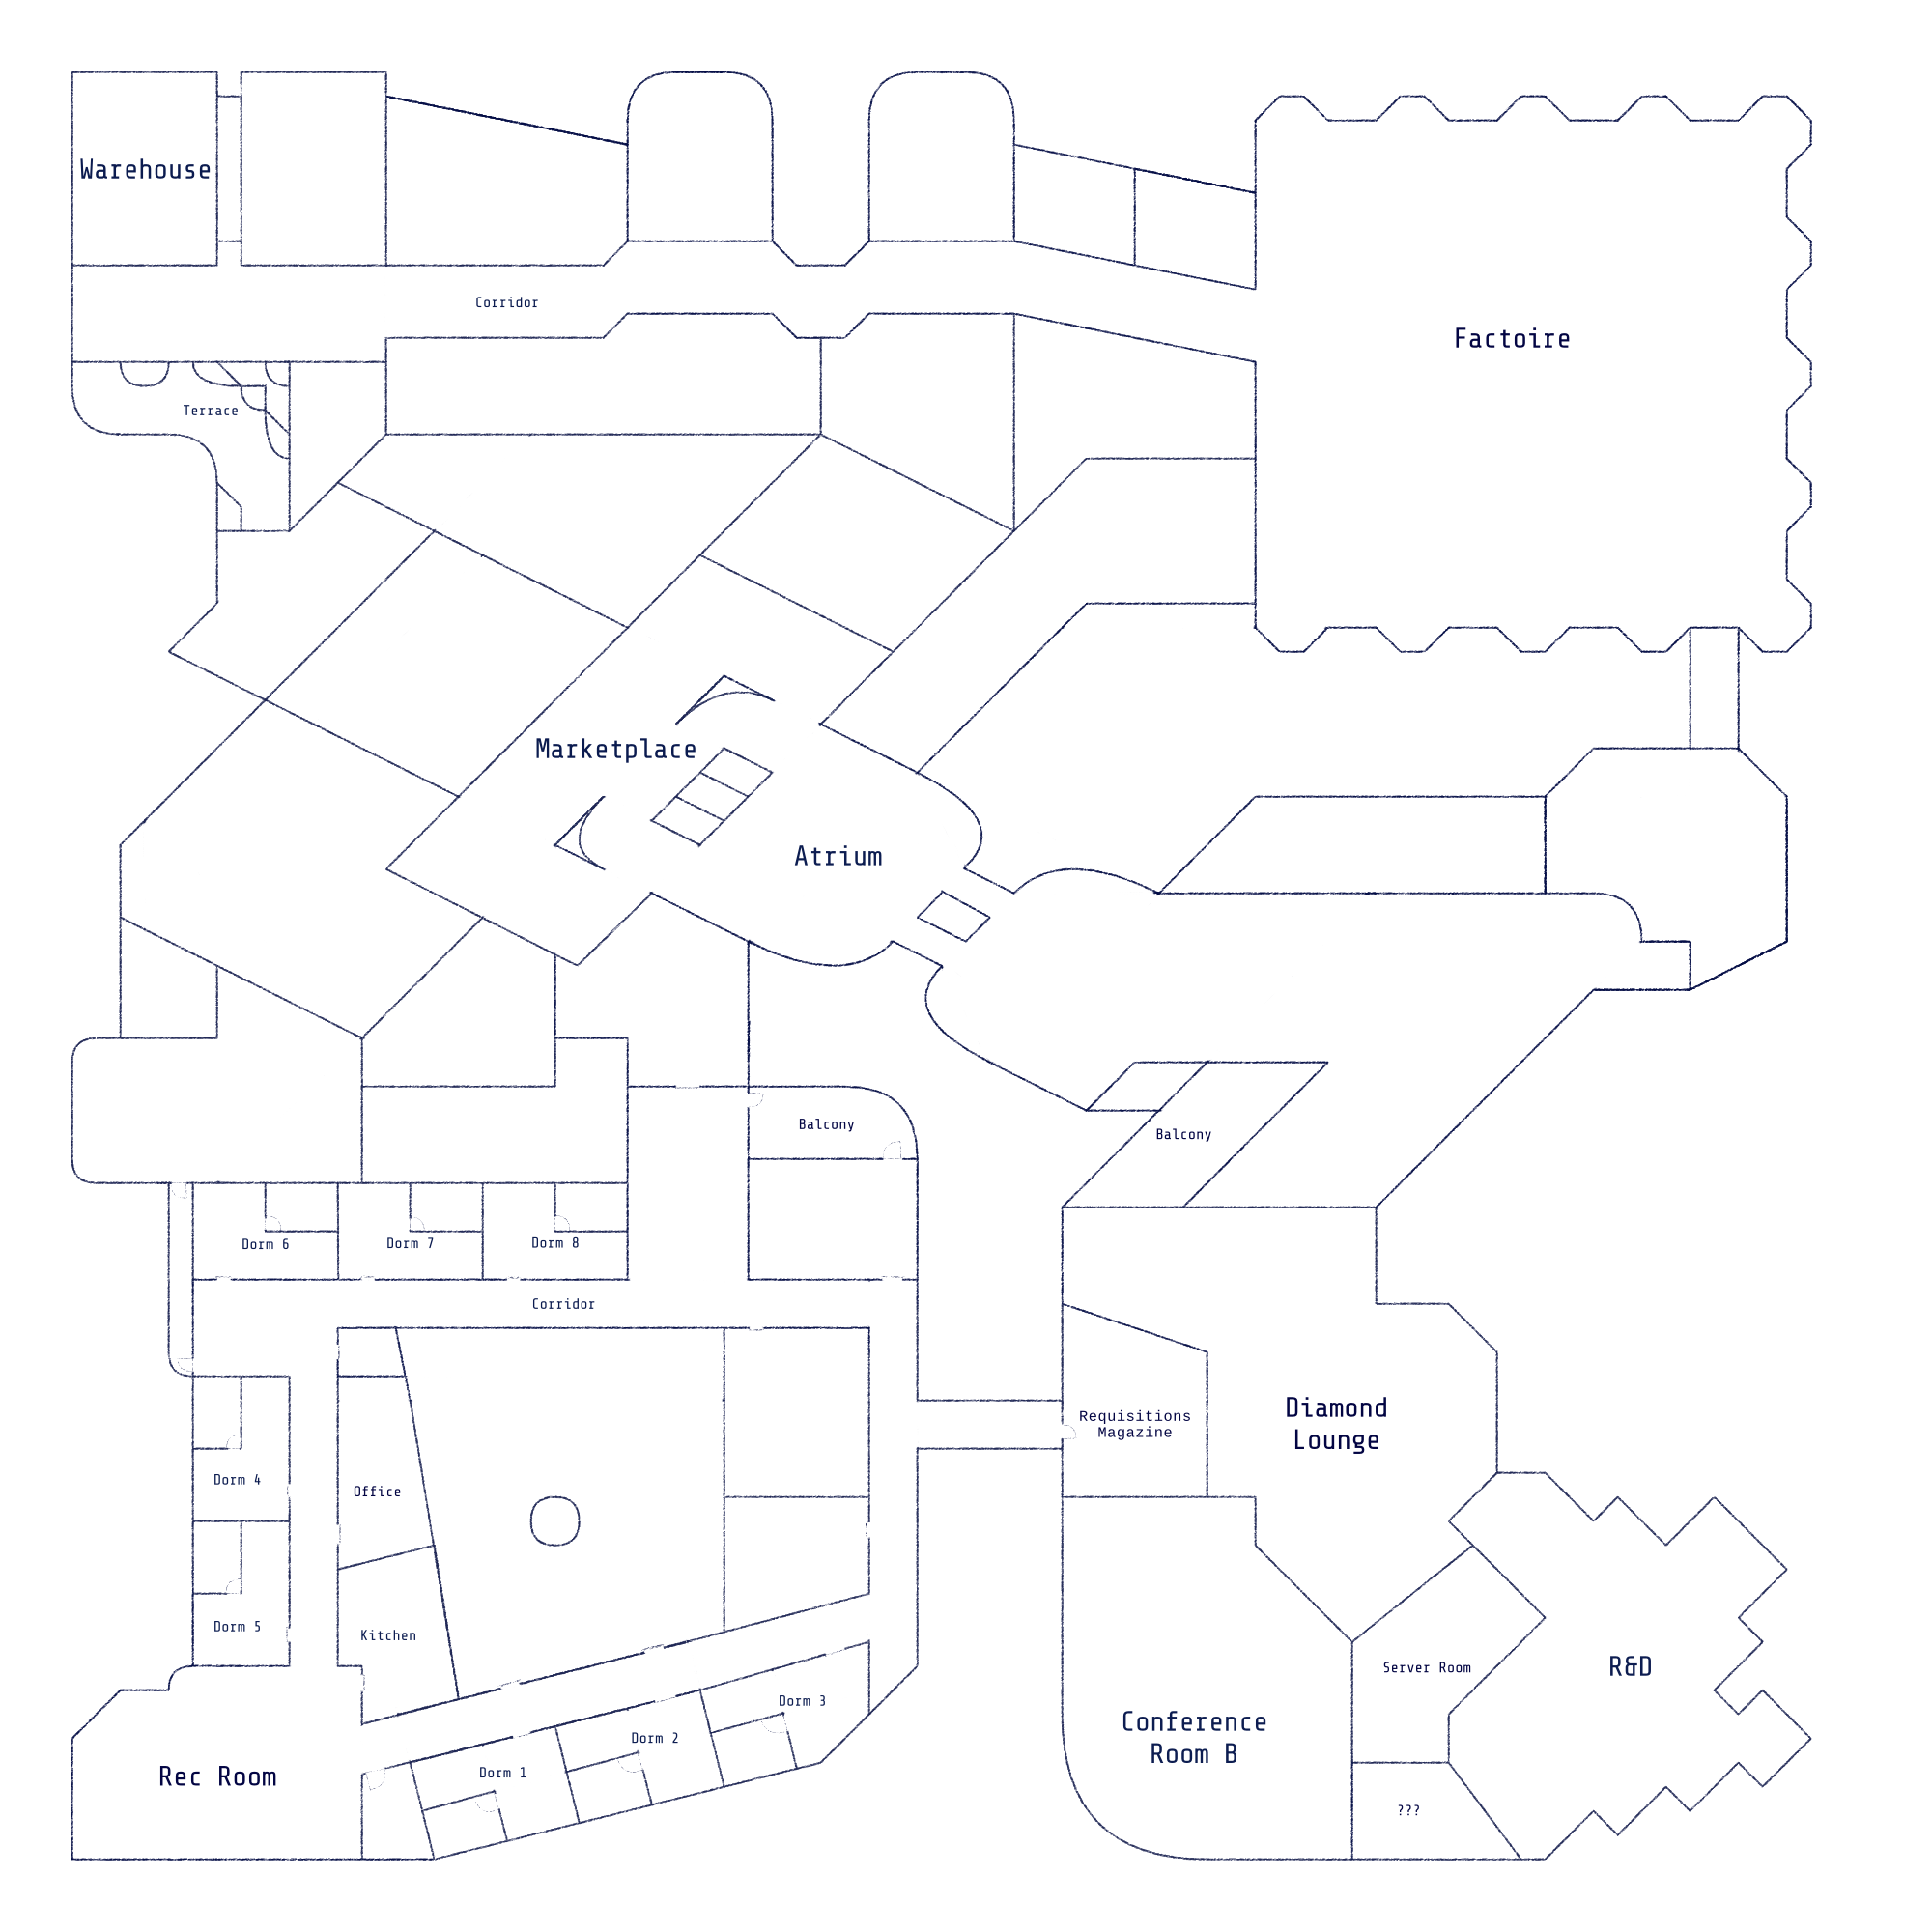 Warehouse
Corridor
Factoire
Terrace
Marketplace
Atrium
Balcony
Balcony
Dorm 6
Dorm 7
Dorm 8
Corridor
Requisitions
Magazine
Diamond
Lounge
Dorm 4
Office
Dorm 5
Kitchen
Server Room
R&D
Dorm 3
Conference
Room B
Dorm 2
Rec Room
Dorm 1
???